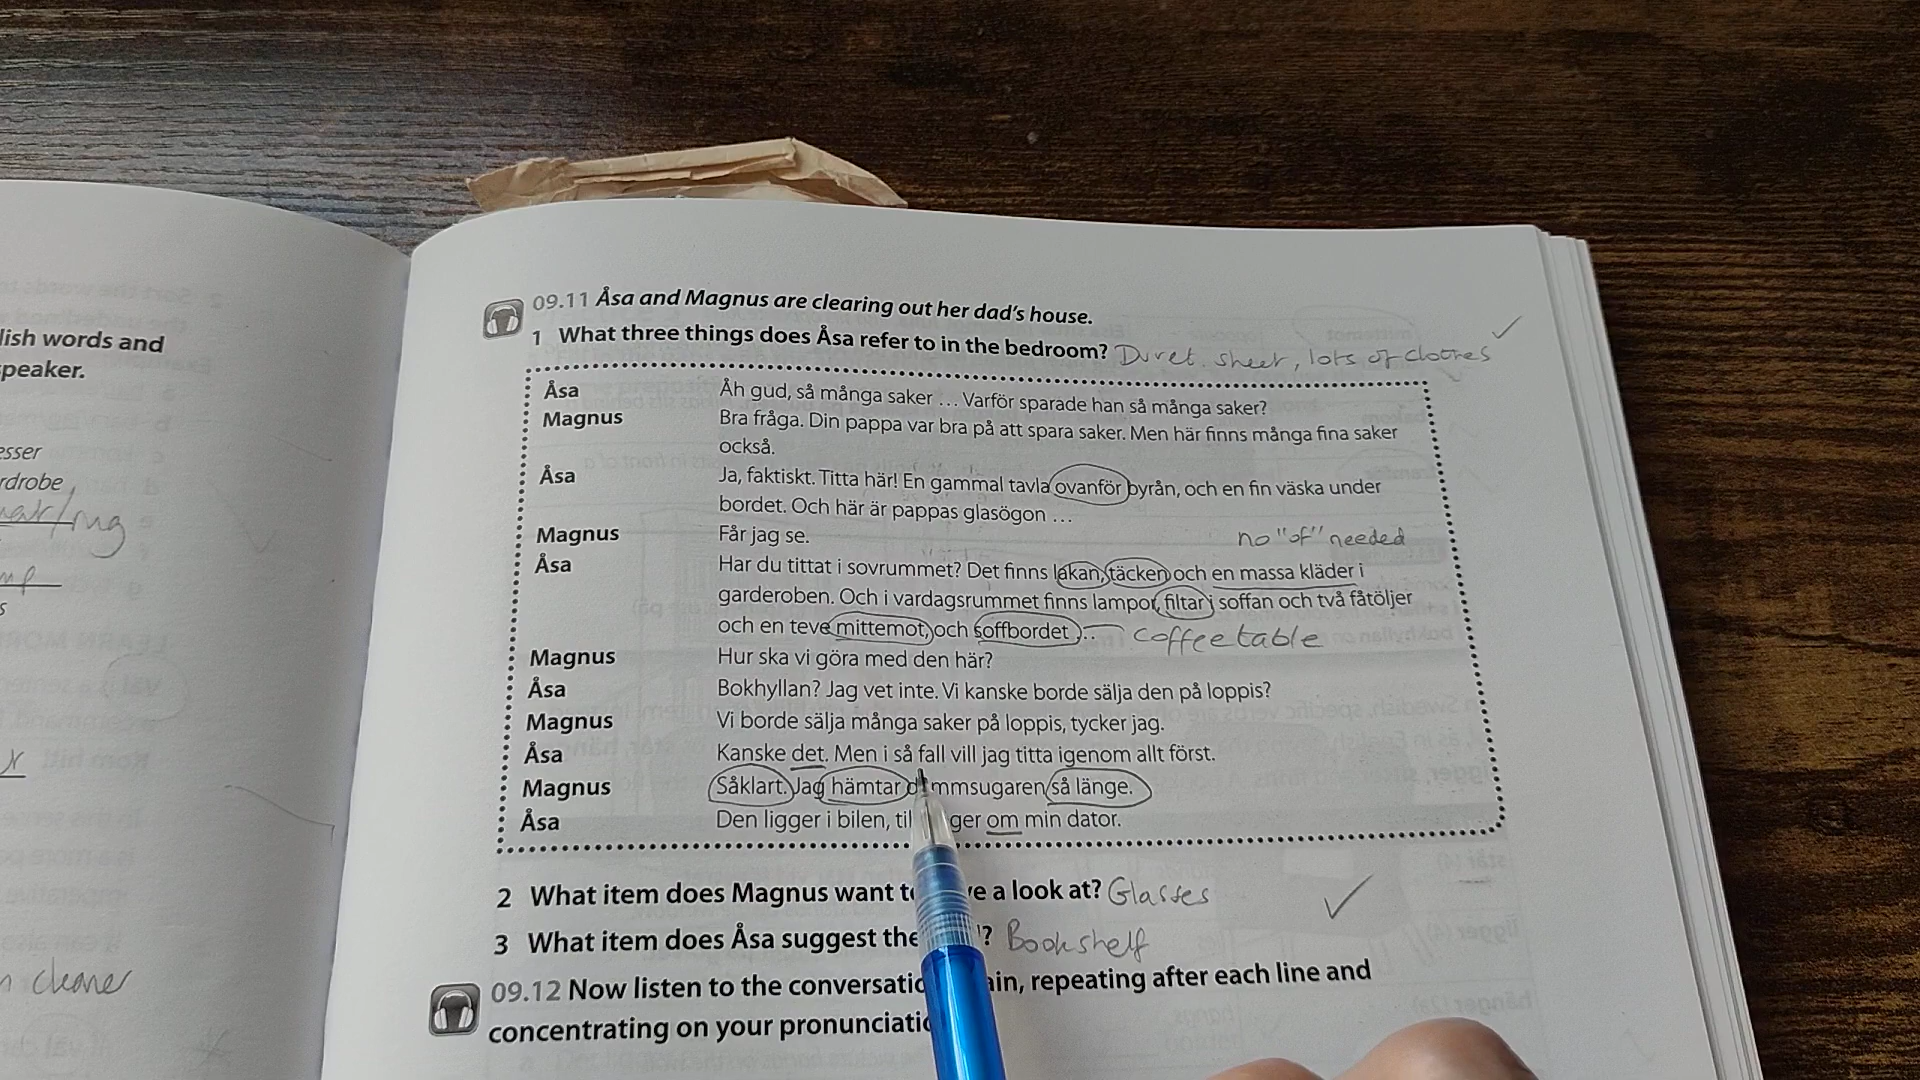 lish words and
peaker.
esser
rdrobe
rug
cleaner
09.11 Åsa and Magnus are clearing out her dad's house.
1 What three things does Åsa refer to in the bedroom? Duvet. sheet, lots of clothes
Åsa Åh gud, så många saker ... Varför sparade han så många saker?
Magnus Bra fråga. Din pappa var bra på att spara saker. Men här finns många fina saker
också.
Åsa Ja, faktiskt. Titta här! En gammal tavla ovanför byrån, och en fin väska under
bordet. Och här är pappas glasögon ...
Magnus Får jag se. no "of" needed
Åsa Har du tittat i sovrummet? Det finns lakan, täcken och en massa kläder i
garderoben. Och i vardagsrummet finns lampor, filtar i soffan och två fåtöljer
och en teve mittemot, och soffbordet ... coffee table
Magnus Hur ska vi göra med den här?
Åsa Bokhyllan? Jag vet inte. Vi kanske borde sälja den på loppis?
Magnus Vi borde sälja många saker på loppis, tycker jag.
Åsa Kanske det. Men i så fall vill jag titta igenom allt först.
Magnus Såklart. Jag hämtar d mmsugaren så länge.
Åsa Den ligger i bilen, til ger om min dator.
2 What item does Magnus want t e a look at? Glasses
3 What item does Åsa suggest the ? Bookshelf
09.12 Now listen to the conversati ain, repeating after each line and
concentrating on your pronunciati